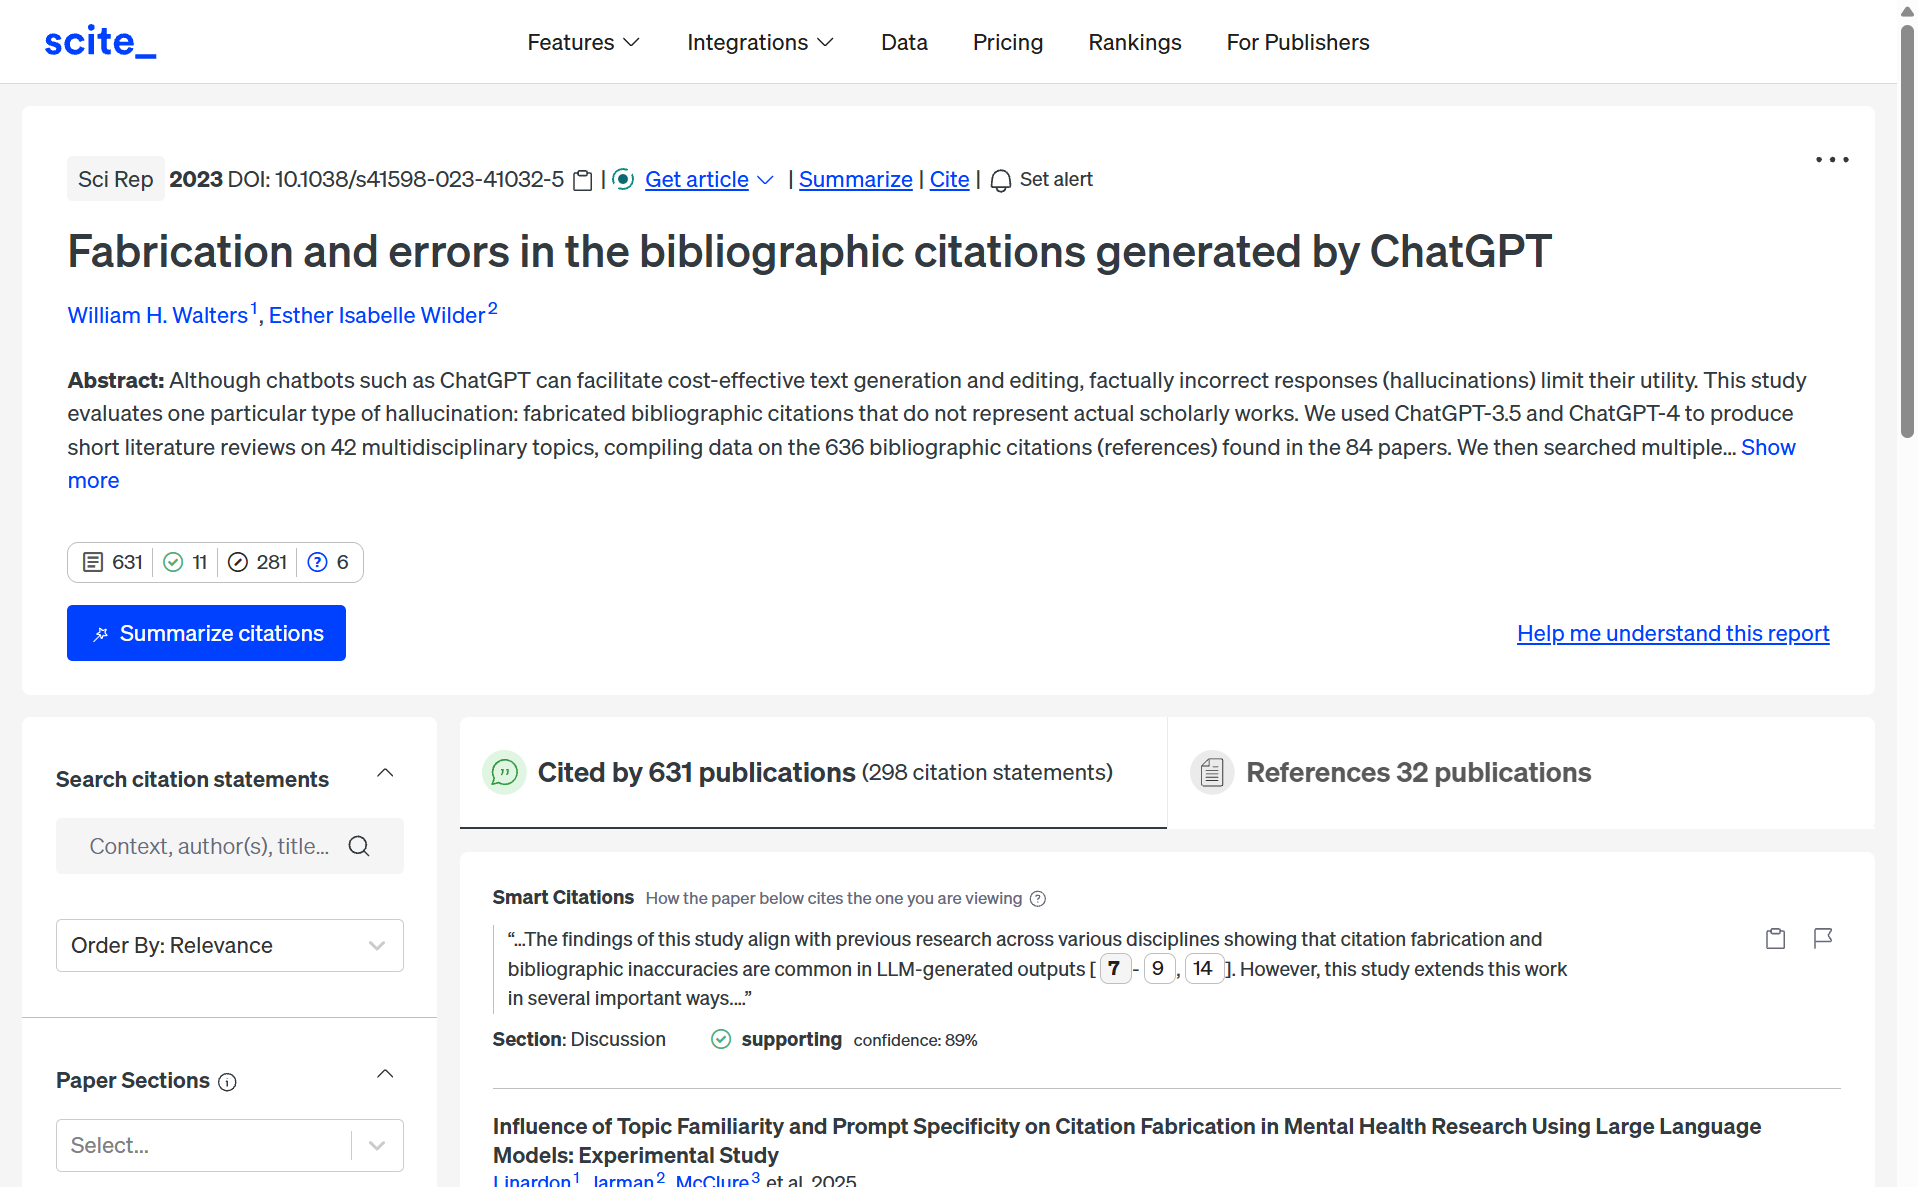 scite_
Features
Integrations
Data
Pricing
Rankings
For Publishers
Sci Rep 2023 DOI: 10.1038/s41598-023-41032-5 | Get article | Summarize | Cite | Set alert
Fabrication and errors in the bibliographic citations generated by ChatGPT
William H. Walters1, Esther Isabelle Wilder2
Abstract: Although chatbots such as ChatGPT can facilitate cost-effective text generation and editing, factually incorrect responses (hallucinations) limit their utility. This study
evaluates one particular type of hallucination: fabricated bibliographic citations that do not represent actual scholarly works. We used ChatGPT-3.5 and ChatGPT-4 to produce
short literature reviews on 42 multidisciplinary topics, compiling data on the 636 bibliographic citations (references) found in the 84 papers. We then searched multiple... Show
more
631 11 281 6
Summarize citations
Help me understand this report
Search citation statements
Context, author(s), title...
Order By: Relevance
Paper Sections
Select...
Cited by 631 publications (298 citation statements)
References 32 publications
Smart Citations How the paper below cites the one you are viewing
“...The findings of this study align with previous research across various disciplines showing that citation fabrication and
bibliographic inaccuracies are common in LLM-generated outputs [ 7 - 9 , 14 ]. However, this study extends this work
in several important ways....”
Section: Discussion supporting confidence: 89%
Influence of Topic Familiarity and Prompt Specificity on Citation Fabrication in Mental Health Research Using Large Language
Models: Experimental Study
Linardon1, Jarman2, McClure3 et al. 2025